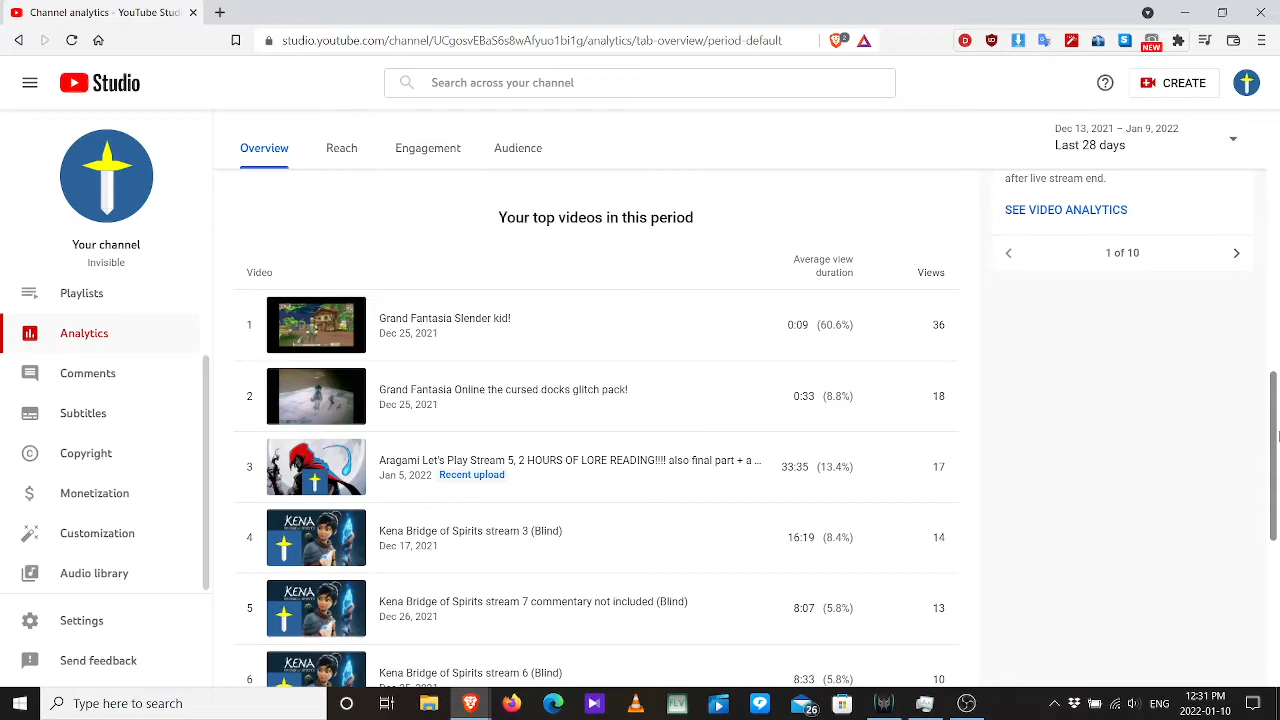 Channel analytics - YouTube Studi
studio.youtube.com/channel/UCgosvEBaS6s8wAfyuo1bi1g/analytics/tab-overview/period-default
2
NEW
Studio
Search across your channel
CREATE
Overview
Reach
Engagement
Audience
Dec 13, 2021 – Jan 9, 2022
Last 28 days
Your channel
Invisible
Playlists
Analytics
Comments
Subtitles
Copyright
Monetization
Customization
Audio library
Settings
Send feedback
after live stream end.
SEE VIDEO ANALYTICS
1 of 10
Your top videos in this period
Video
Average view
duration
Views
1
Grand Fantasia Slender kid!
Dec 25, 2021
0:09 (60.6%)
36
2
Grand Fantasia Online the cursed docks glitch pack!
Dec 25, 2021
0:33 (8.8%)
18
3
Aragami Let's Play Stream 5, 2 HOURS OF LORE READING!!!! also final part + a ...
Jan 5, 2022 Recent upload
33:35 (13.4%)
17
4
KENA
Kena Bridge of Spirits stream 3 (Blind)
Dec 17, 2021
16:19 (8.4%)
14
5
KENA
Kena Bridge of Spirits stream 7 commentary not included (Blind)
Dec 26, 2021
8:07 (5.8%)
13
6
KENA
Kena Bridge of Spirits stream 6 (Blind)
8:33 (5.8%)
10
Type here to search
FLV
26
ENG
12:31 PM
2022-01-10